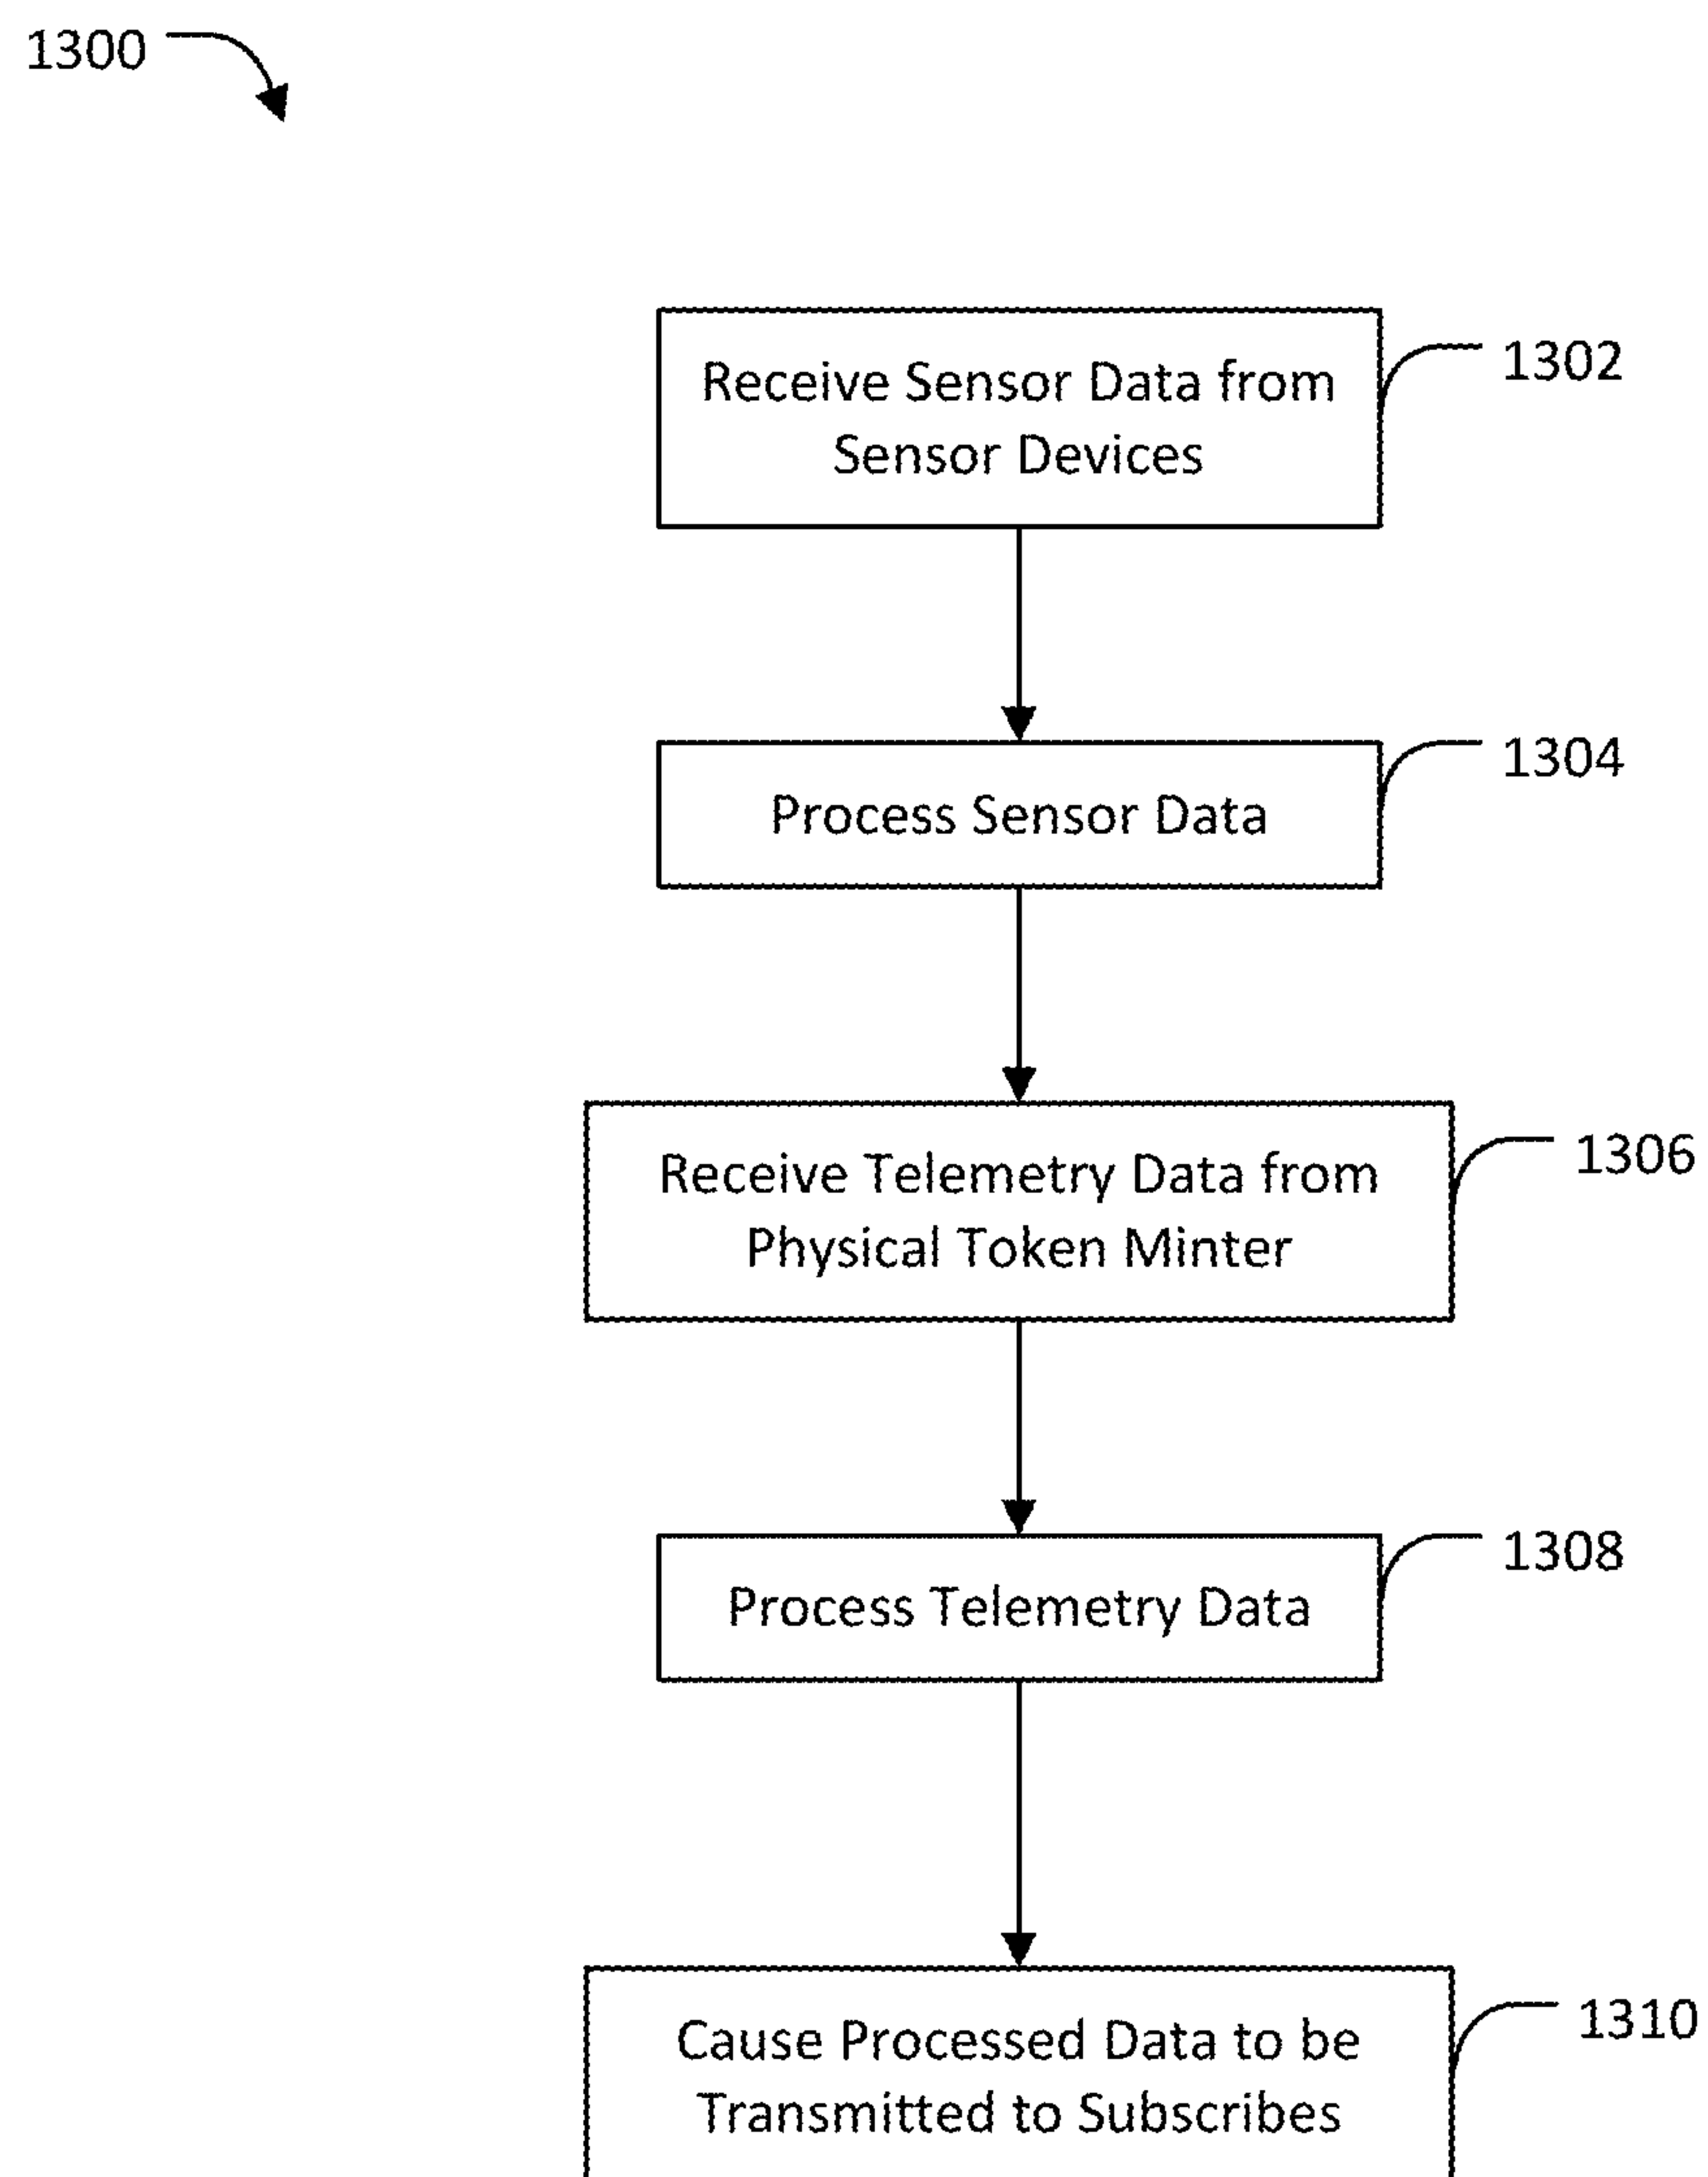 1300
Receive Sensor Data from
Sensor Devices
1302
Process Sensor Data
1304
Receive Telemetry Data from
Physical Token Minter
1306
Process Telemetry Data
1308
Cause Processed Data to be
Transmitted to Subscribes
1310